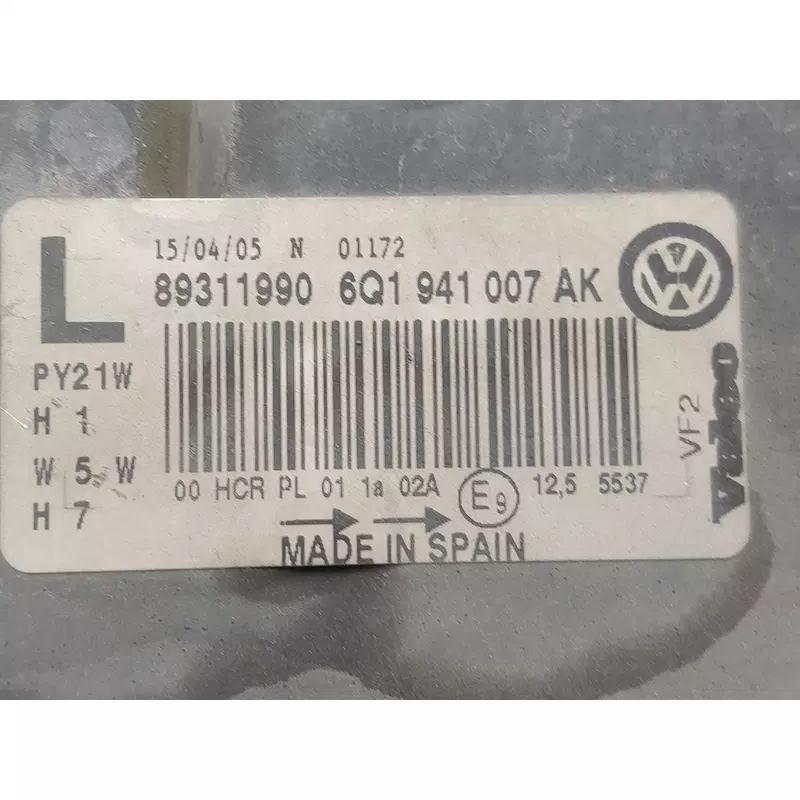 L
15/04/05 N 01172
89311990 6Q1 941 007 AK
PY21W
H 1
W 5 W
H 7
00 HCR PL 01 1a 02A E9 12,5 5537
MADE IN SPAIN
VF2
Valeo